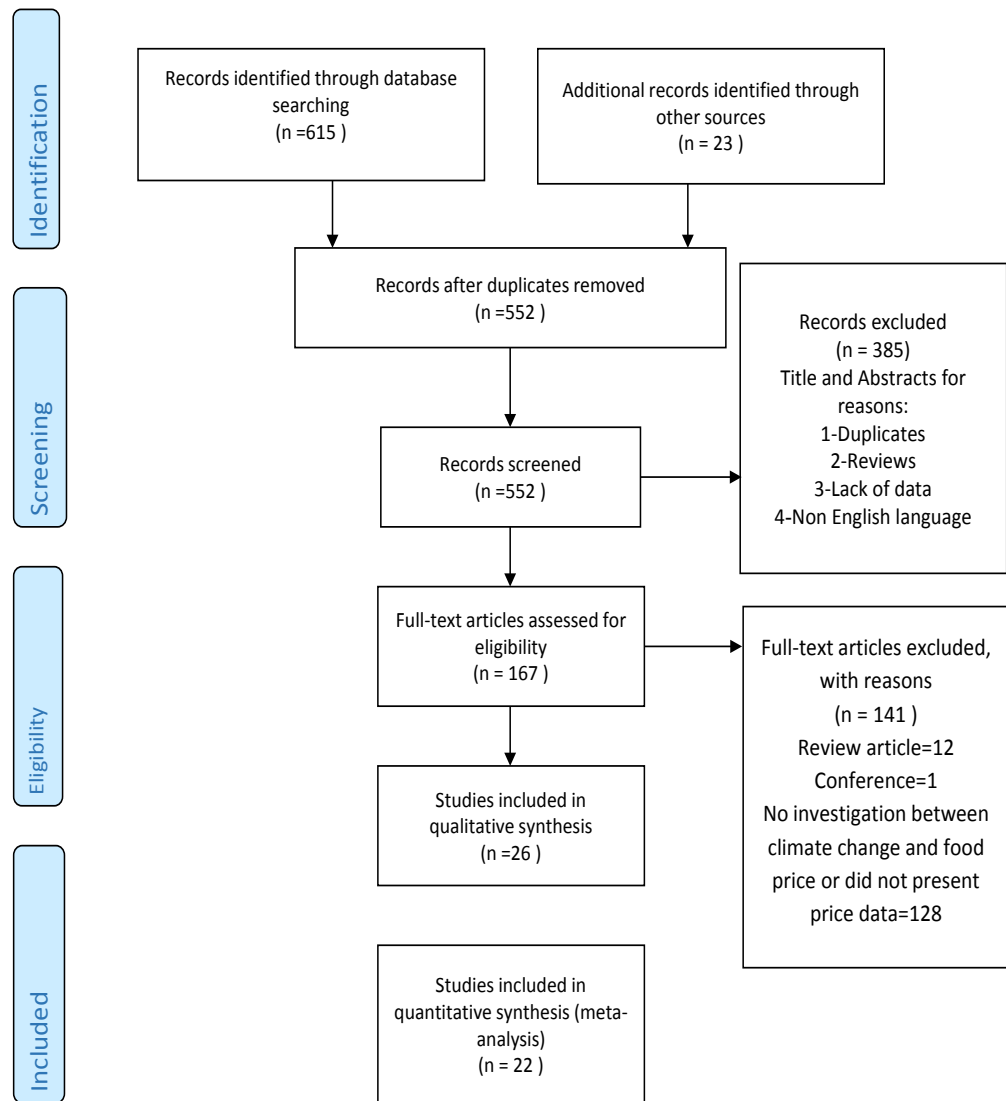 Identification
Records identified through database
searching
(n =615 )
Additional records identified through
other sources
(n = 23 )
Records after duplicates removed
(n =552 )
Screening
Records screened
(n =552 )
Records excluded
(n = 385)
Title and Abstracts for
reasons:
1-Duplicates
2-Reviews
3-Lack of data
4-Non English language
Eligibility
Full-text articles assessed for
eligibility
(n = 167 )
Full-text articles excluded,
with reasons
(n = 141 )
Review article=12
Conference=1
No investigation between
climate change and food
price or did not present
price data=128
Studies included in
qualitative synthesis
(n =26 )
Included
Studies included in
quantitative synthesis (meta-
analysis)
(n = 22 )